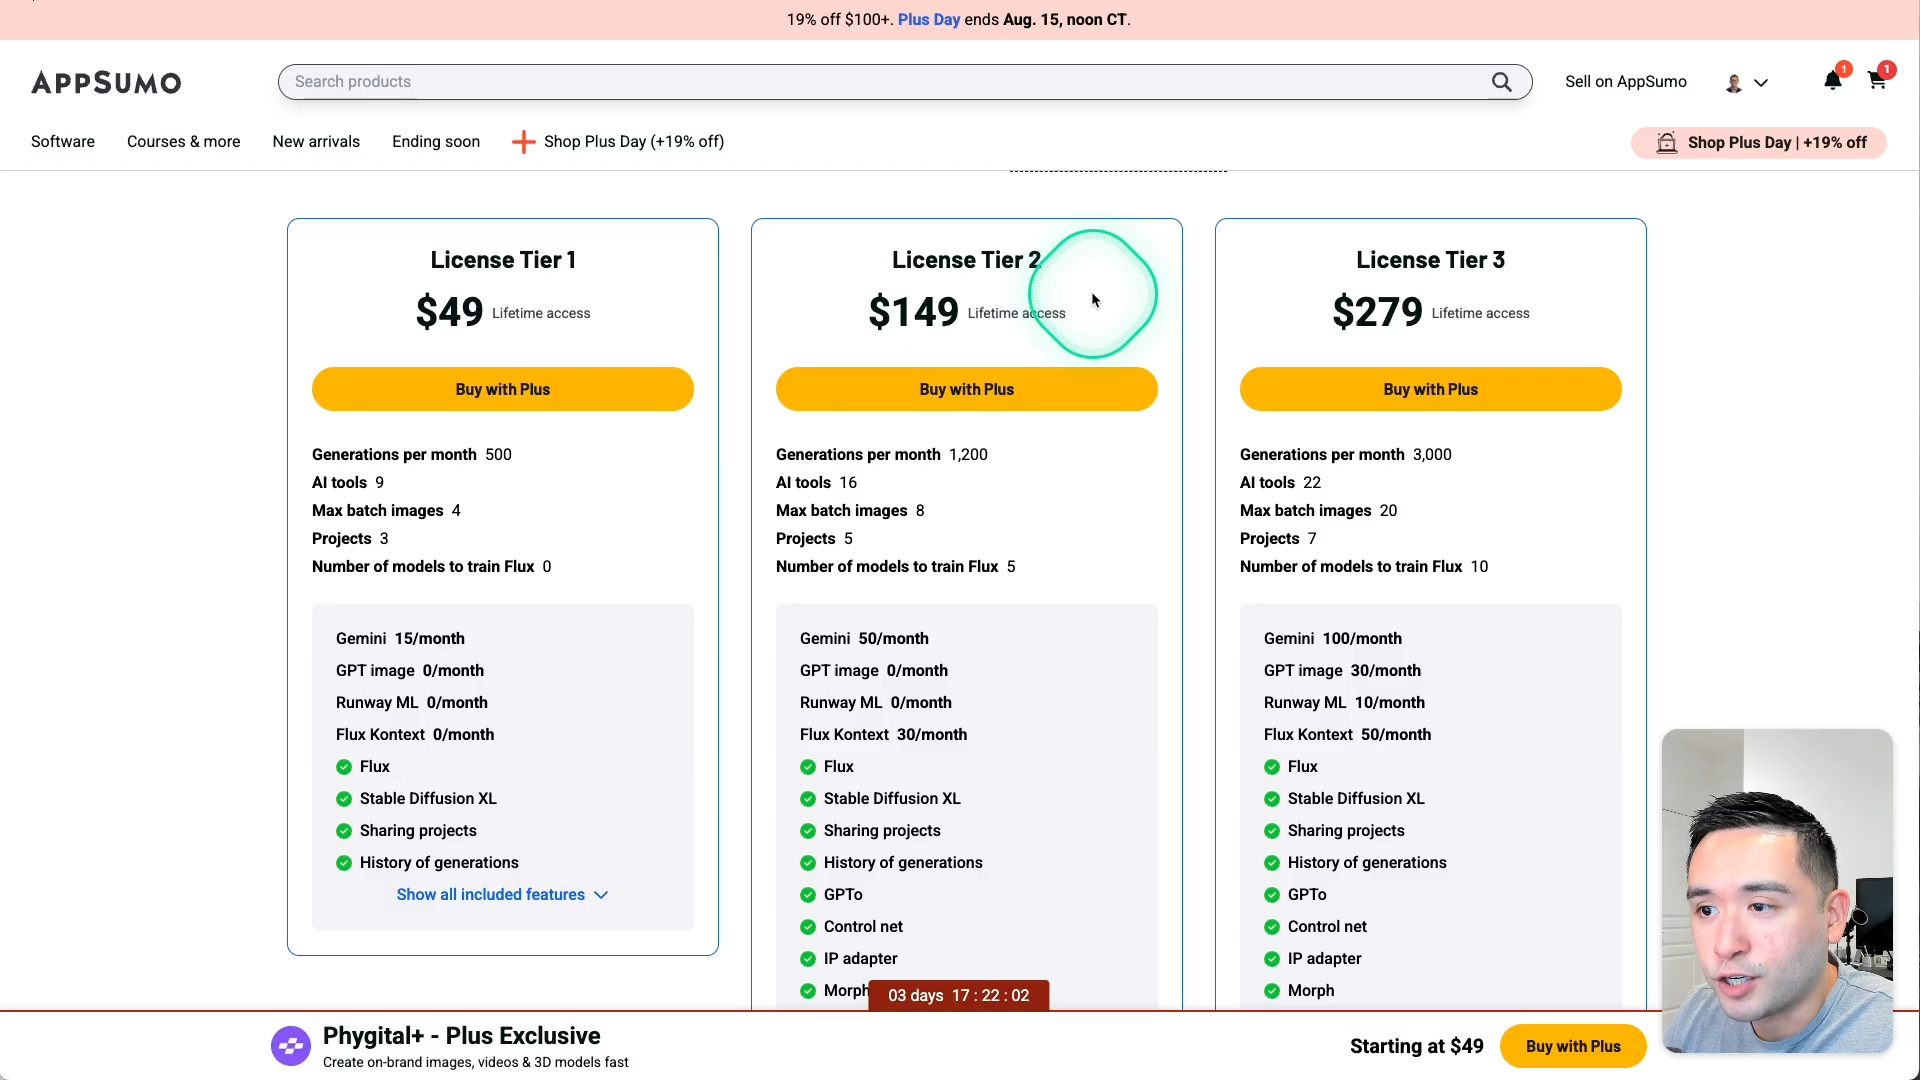 19% off $100+. Plus Day ends Aug. 15, noon CT.
APPSUMO
Search products
Sell on AppSumo
1
1
Software
Courses & more
New arrivals
Ending soon
Shop Plus Day (+19% off)
Shop Plus Day | +19% off
License Tier 1
$49 Lifetime access
Buy with Plus
Generations per month 500
AI tools 9
Max batch images 4
Projects 3
Number of models to train Flux 0
Gemini 15/month
GPT image 0/month
Runway ML 0/month
Flux Kontext 0/month
Flux
Stable Diffusion XL
Sharing projects
History of generations
Show all included features
License Tier 2
$149 Lifetime access
Buy with Plus
Generations per month 1,200
AI tools 16
Max batch images 8
Projects 5
Number of models to train Flux 5
Gemini 50/month
GPT image 0/month
Runway ML 0/month
Flux Kontext 30/month
Flux
Stable Diffusion XL
Sharing projects
History of generations
GPTo
Control net
IP adapter
Morph
License Tier 3
$279 Lifetime access
Buy with Plus
Generations per month 3,000
AI tools 22
Max batch images 20
Projects 7
Number of models to train Flux 10
Gemini 100/month
GPT image 30/month
Runway ML 10/month
Flux Kontext 50/month
Flux
Stable Diffusion XL
Sharing projects
History of generations
GPTo
Control net
IP adapter
Morph
03 days 17 : 22 : 02
Phygital+ - Plus Exclusive
Create on-brand images, videos & 3D models fast
Starting at $49
Buy with Plus